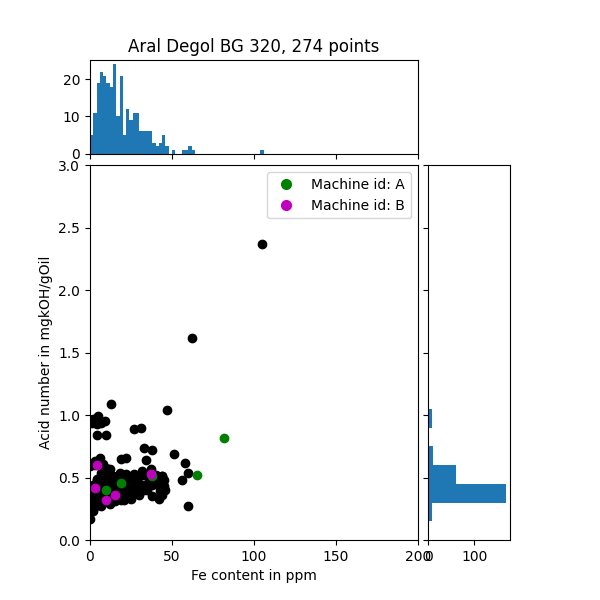 Aral Degol BG 320, 274 points
20
10
0
3.0
2.5
2.0
1.5
1.0
0.5
0.0
Acid number in mgkOH/gOil
Machine id: A
Machine id: B
0 50 100 150 200
0 100
Fe content in ppm